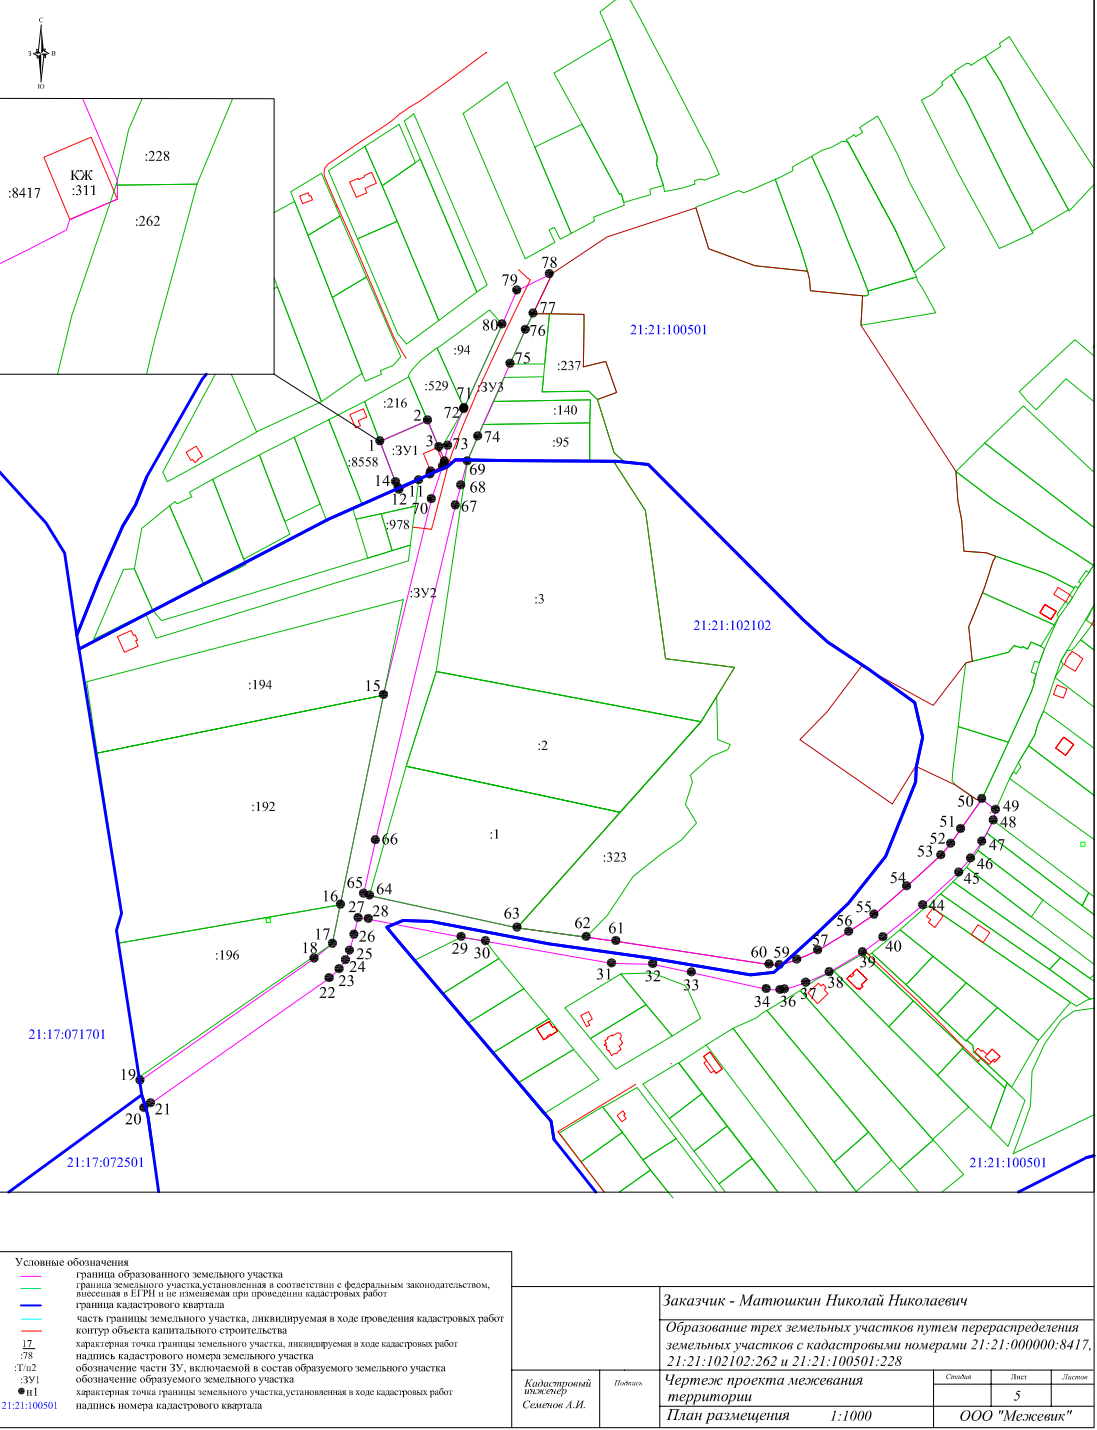 С
З В
Ю
:228
КЖ
:8417
:311
:262
78
79
77
80
76
21:21:100501
:94
75
:237
:529
:ЗУ3
71
:216
72
:140
2
1
3
73
74
:95
:ЗУ1
:8558
69
14
11
68
12
70
67
:978
:ЗУ2
:3
21:21:102102
:194
15
:2
:192
50
49
48
51
:1
66
52
47
53
46
:323
45
65
64
54
16
44
27
28
63
55
62
61
56
40
17
26
57
39
18
25
29
30
60
59
:196
24
31
32
33
38
23
37
22
34
36
21:17:071701
19
20
21
21:17:072501
21:21:100501
Условные обозначения
граница образованного земельного участка
граница земельного участка,установленная в соответствии с федеральным законодательством,
внесенная в ЕГРН и не изменяемая при проведении кадастровых работ
граница кадастрового квартала
часть границы земельного участка, ликвидируемая в ходе проведения кадастровых работ
контур объекта капитального строительства
17 характерная точка границы земельного участка, ликвидируемая в ходе кадастровых работ
:78 надпись кадастрового номера земельного участка
:Т/п2 обозначение части ЗУ, включаемой в состав образуемого земельного участка
:ЗУ1 обозначение образуемого земельного участка
н1 характерная точка границы земельного участка,установленная в ходе кадастровых работ
21:21:100501 надпись номера кадастрового квартала
Заказчик - Матюшкин Николай Николаевич
Образование трех земельных участков путем перераспределения
земельных участков с кадастровыми номерами 21:21:000000:8417,
21:21:102102:262 и 21:21:100501:228
Кадастровый
инженер
Семенов А.И.
Подпись
Чертеж проекта межевания
территории
Стадия Лист Листов
5
План размещения 1:1000
ООО "Межевик"